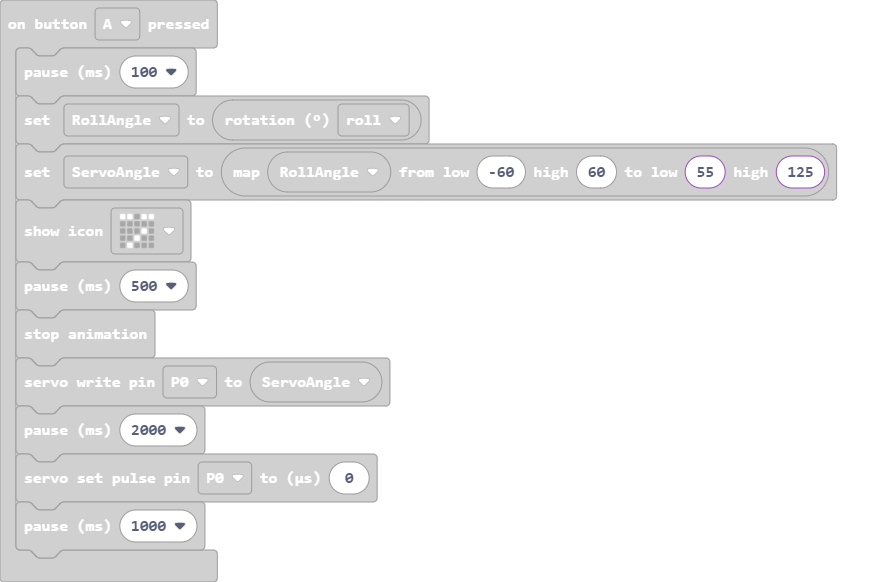 on button A pressed
pause (ms) 100
set RollAngle to rotation (º) roll
set ServoAngle to map RollAngle from low -60 high 60 to low 55 high 125
show icon
pause (ms) 500
stop animation
servo write pin P0 to ServoAngle
pause (ms) 2000
servo set pulse pin P0 to (µs) 0
pause (ms) 1000